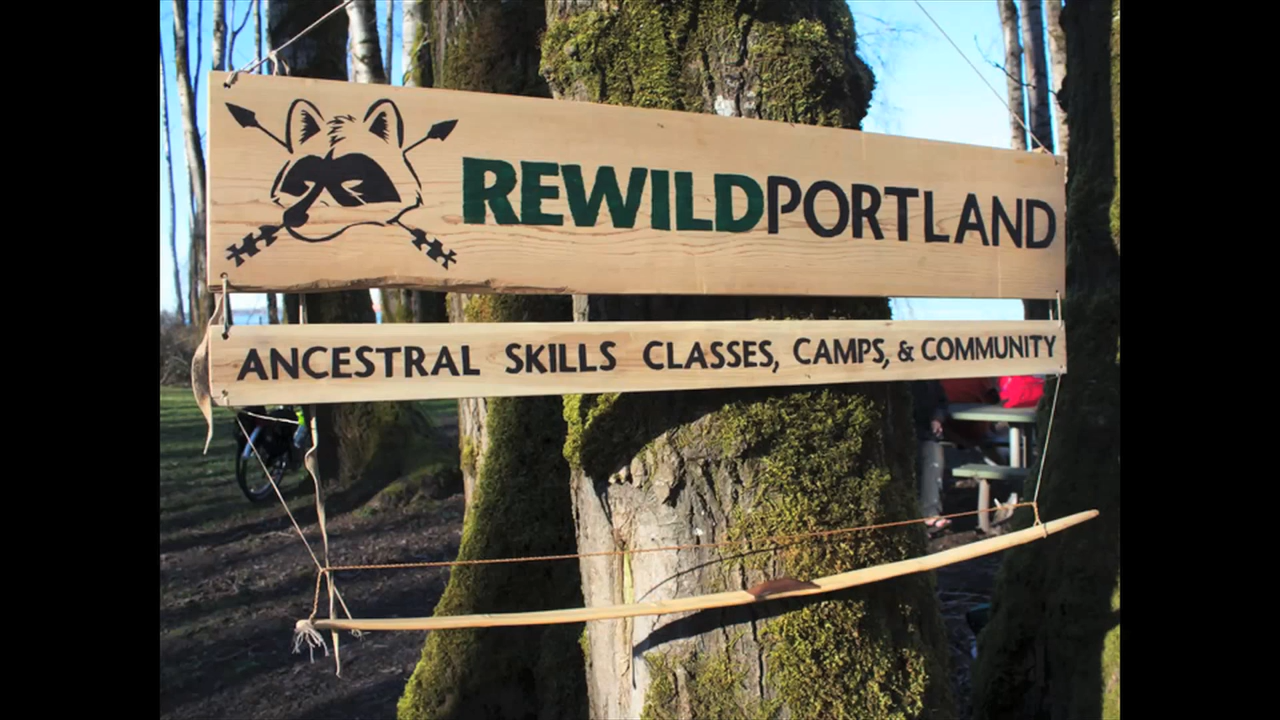 REWILDPORTLAND
ANCESTRAL SKILLS CLASSES, CAMPS, & COMMUNITY